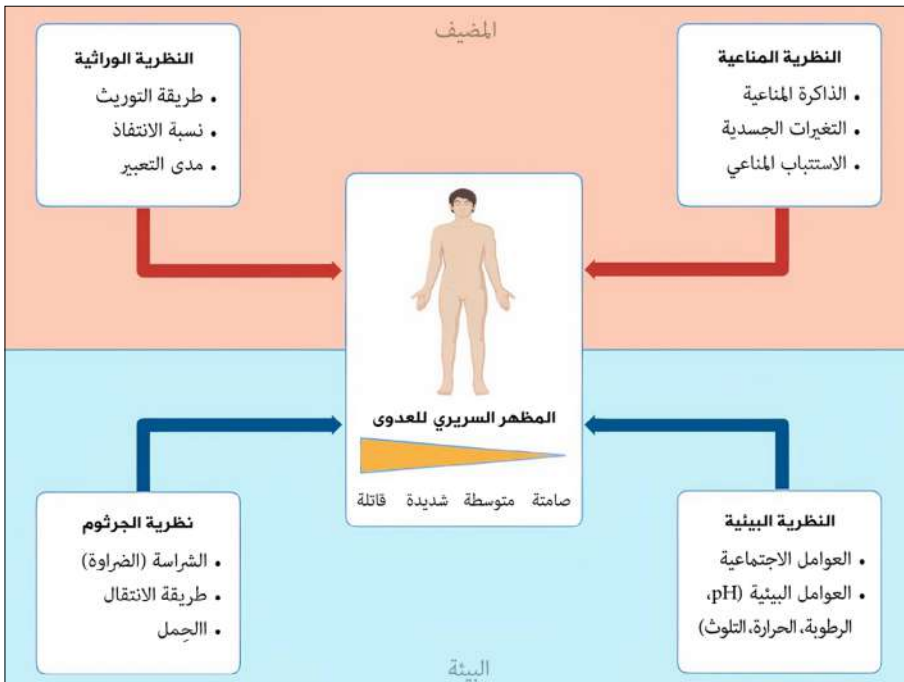 المضيف
النظرية المناعية
• الذاكرة المناعية
• التغيرات الجسدية
• الاستتباب المناعي
النظرية الوراثية
• طريقة التوريث
• نسبة الانتفاذ
• مدى التعبير
المظهر السريري للعدوى
صامتة متوسطة شديدة قاتلة
النظرية البيئية
• العوامل الاجتماعية
• العوامل البيئية (pH،
الرطوبة، الحرارة، التلوث)
نظرية الجرثوم
• الشراسة (الضراوة)
• طريقة الانتقال
• االحِمل
البيئة